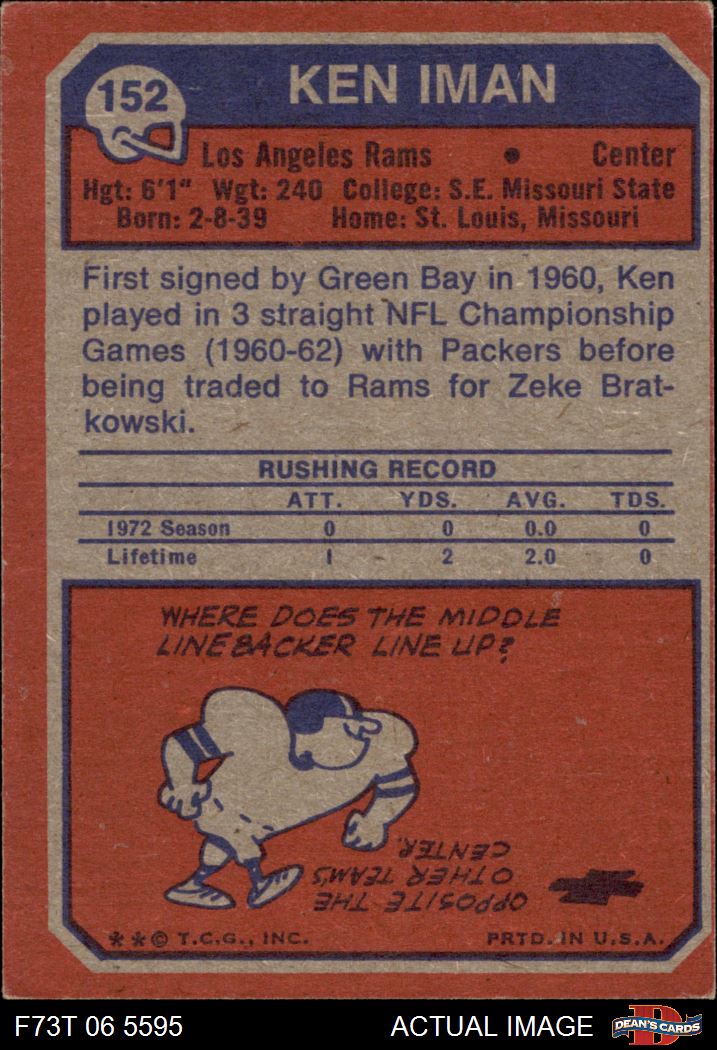 152
KEN IMAN
Los Angeles Rams • Center
Hgt: 6'1" Wgt: 240 College: S.E. Missouri State
Born: 2-8-39 Home: St. Louis, Missouri
First signed by Green Bay in 1960, Ken
played in 3 straight NFL Championship
Games (1960-62) with Packers before
being traded to Rams for Zeke Brat-
kowski.
RUSHING RECORD
ATT. YDS. AVG. TDS.
1972 Season 0 0 0.0 0
Lifetime 1 2 2.0 0
WHERE DOES THE MIDDLE
LINEBACKER LINE UP?
OPPOSITE THE
OTHER TEAM'S
CENTER.
**© T.C.G., INC. PRTD. IN U.S.A.
F73T 06 5595 ACTUAL IMAGE D DEAN'S CARDS